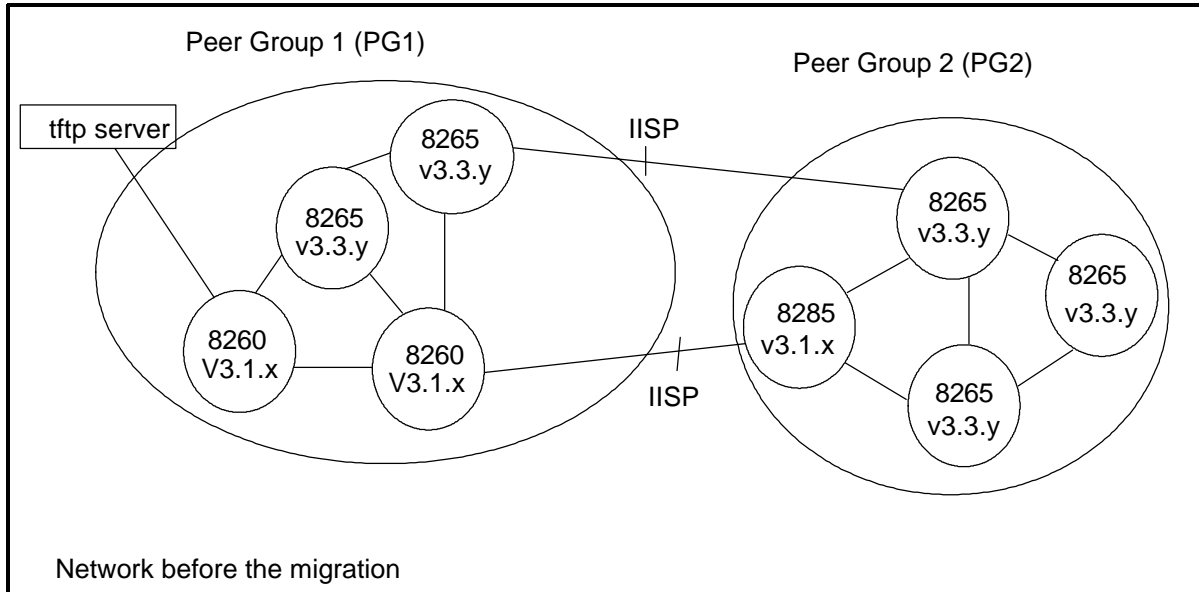 Peer Group 1 (PG1)
Peer Group 2 (PG2)
tftp server
IISP
8265
v3.3.y
8265
v3.3.y
8260
V3.1.x
8260
V3.1.x
IISP
8265
v3.3.y
8285
v3.1.x
8265
v3.3.y
8265
v3.3.y
Network before the migration